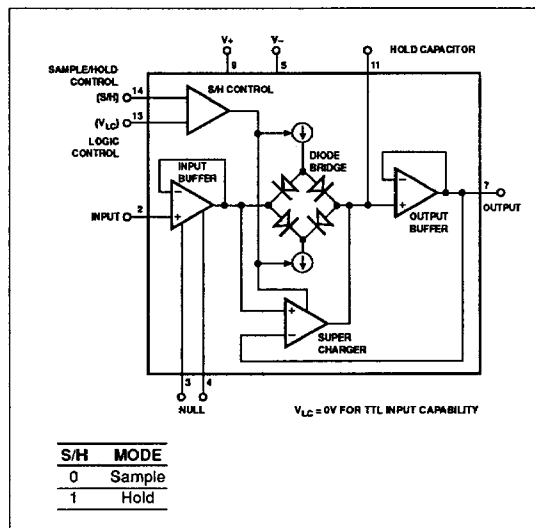 V+
V–
HOLD CAPACITOR
9
5
11
SAMPLE/HOLD
CONTROL
(S/H)
14
S/H CONTROL
(VLC)
13
LOGIC
CONTROL
INPUT
BUFFER
DIODE
BRIDGE
–
+
INPUT
2
–
+
7
OUTPUT
OUTPUT
BUFFER
+
–
SUPER
CHARGER
3
4
NULL
VLC = 0V FOR TTL INPUT CAPABILITY
S/H MODE
0 Sample
1 Hold